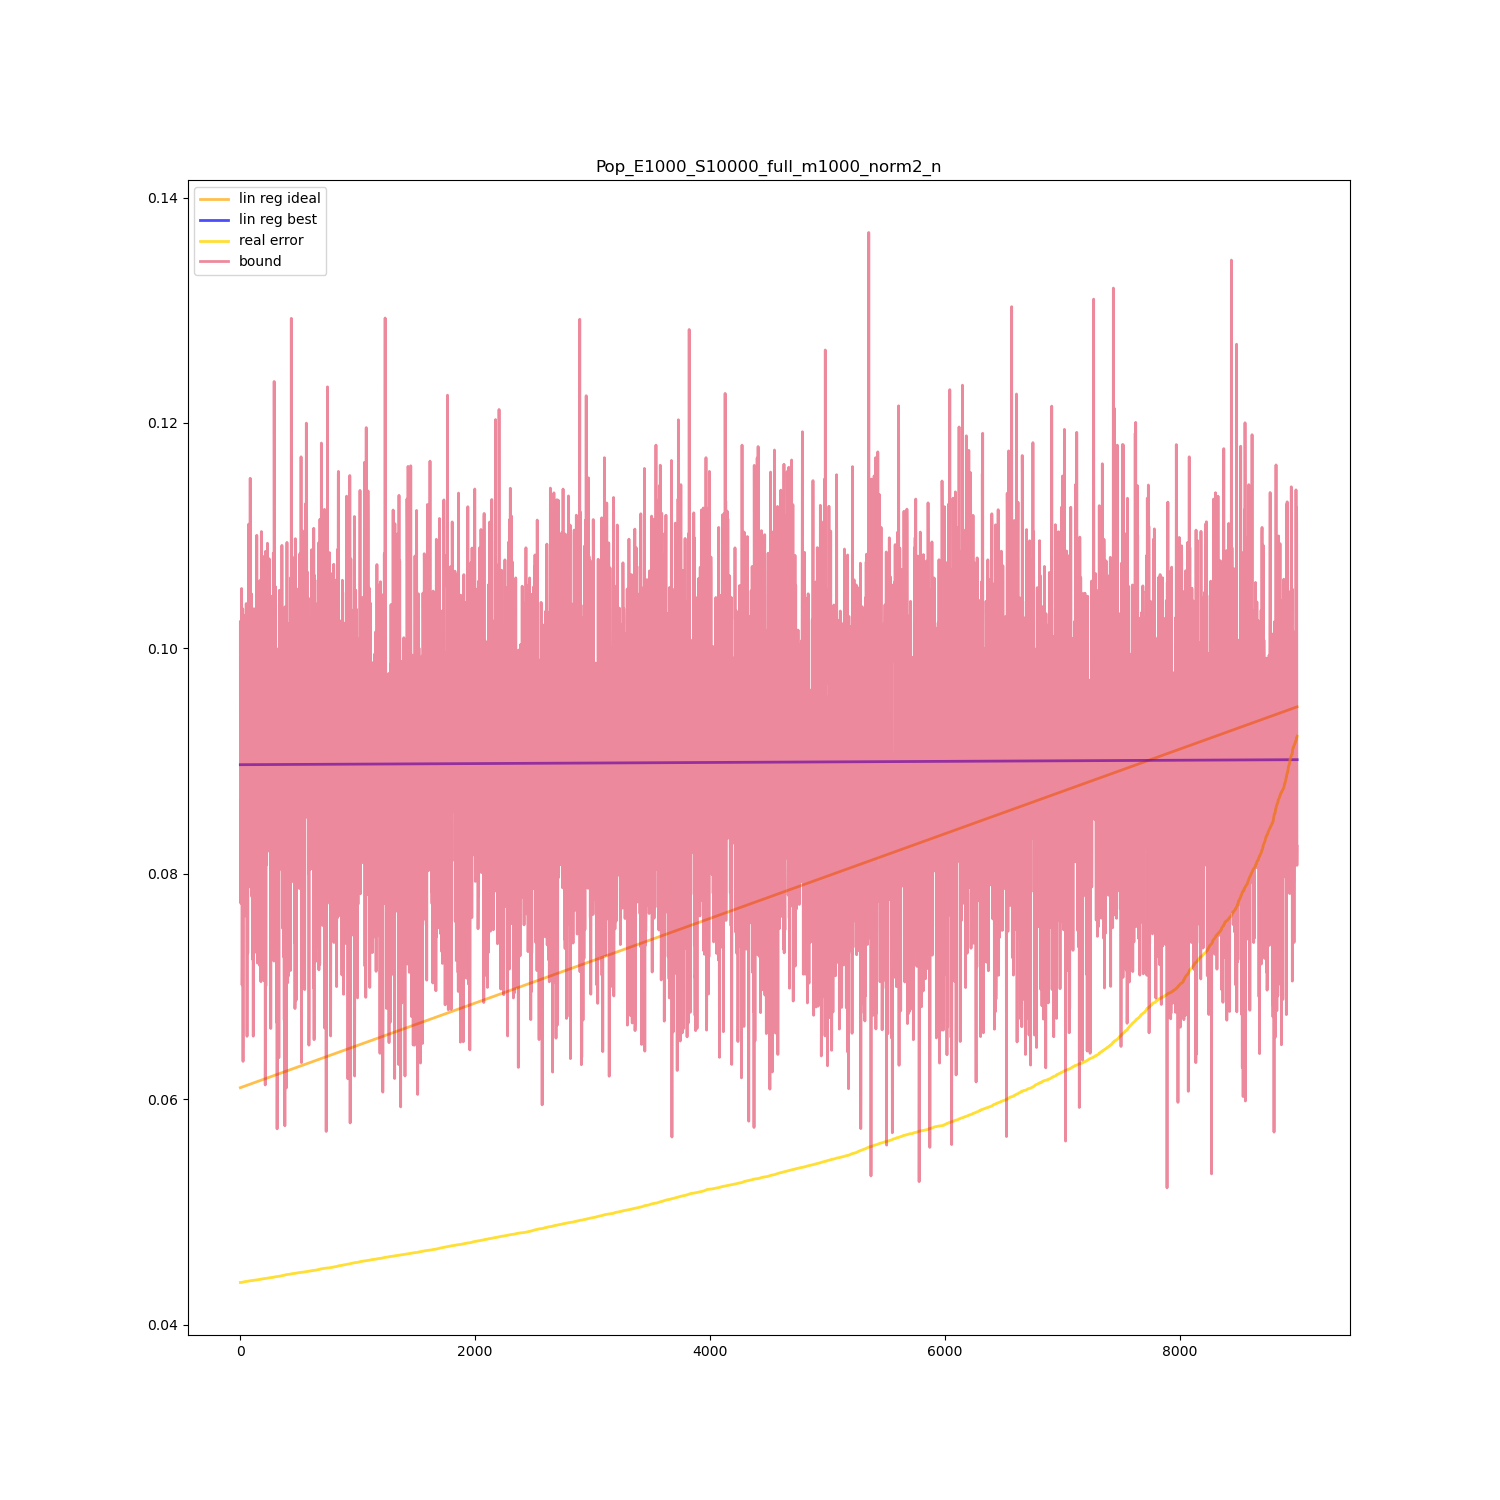 Pop_E1000_S10000_full_m1000_norm2_n
lin reg ideal
lin reg best
real error
bound
0.14
0.12
0.10
0.08
0.06
0.04
0 2000 4000 6000 8000